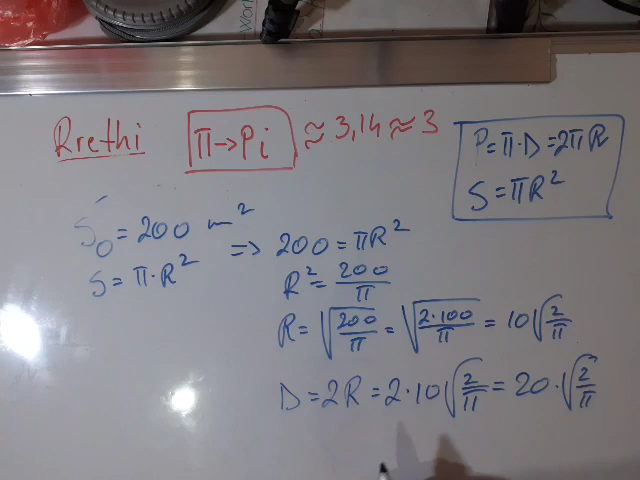 Work
Rrethi π→Pi ≈ 3,14 ≈ 3
P=π·D=2πR
S=πR²
S₀=200 m² => 200=πR²
S=π·R²
R²=200/π
R=√(200/π)=√(2·100/π)=10√(2/π)
D=2R=2·10√(2/π)=20·√(2/π)